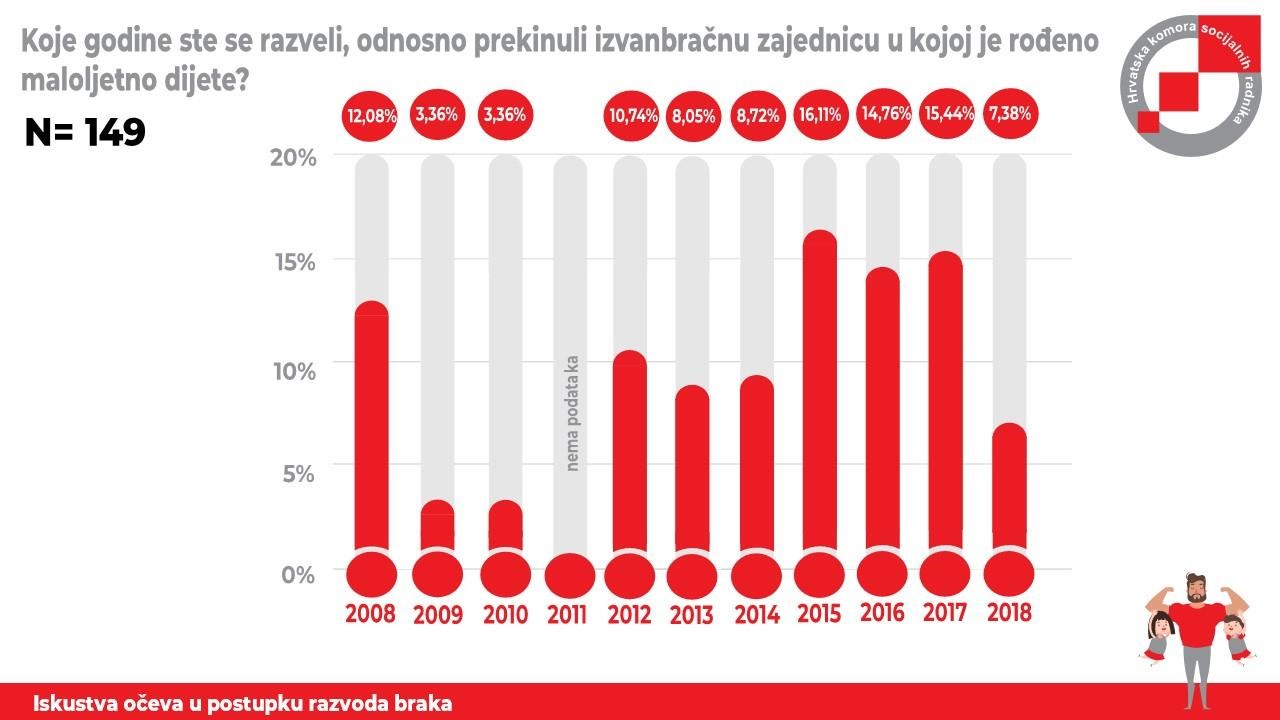 Koje godine ste se razveli, odnosno prekinuli izvanbračnu zajednicu u kojoj je rođeno
maloljetno dijete?
N= 149
Hrvatska komora socijalnih radnika
12,08% 3,36% 3,36% 10,74% 8,05% 8,72% 16,11% 14,76% 15,44% 7,38%
20%
15%
10%
5%
0%
nema podataka
2008 2009 2010 2011 2012 2013 2014 2015 2016 2017 2018
Iskustva očeva u postupku razvoda braka